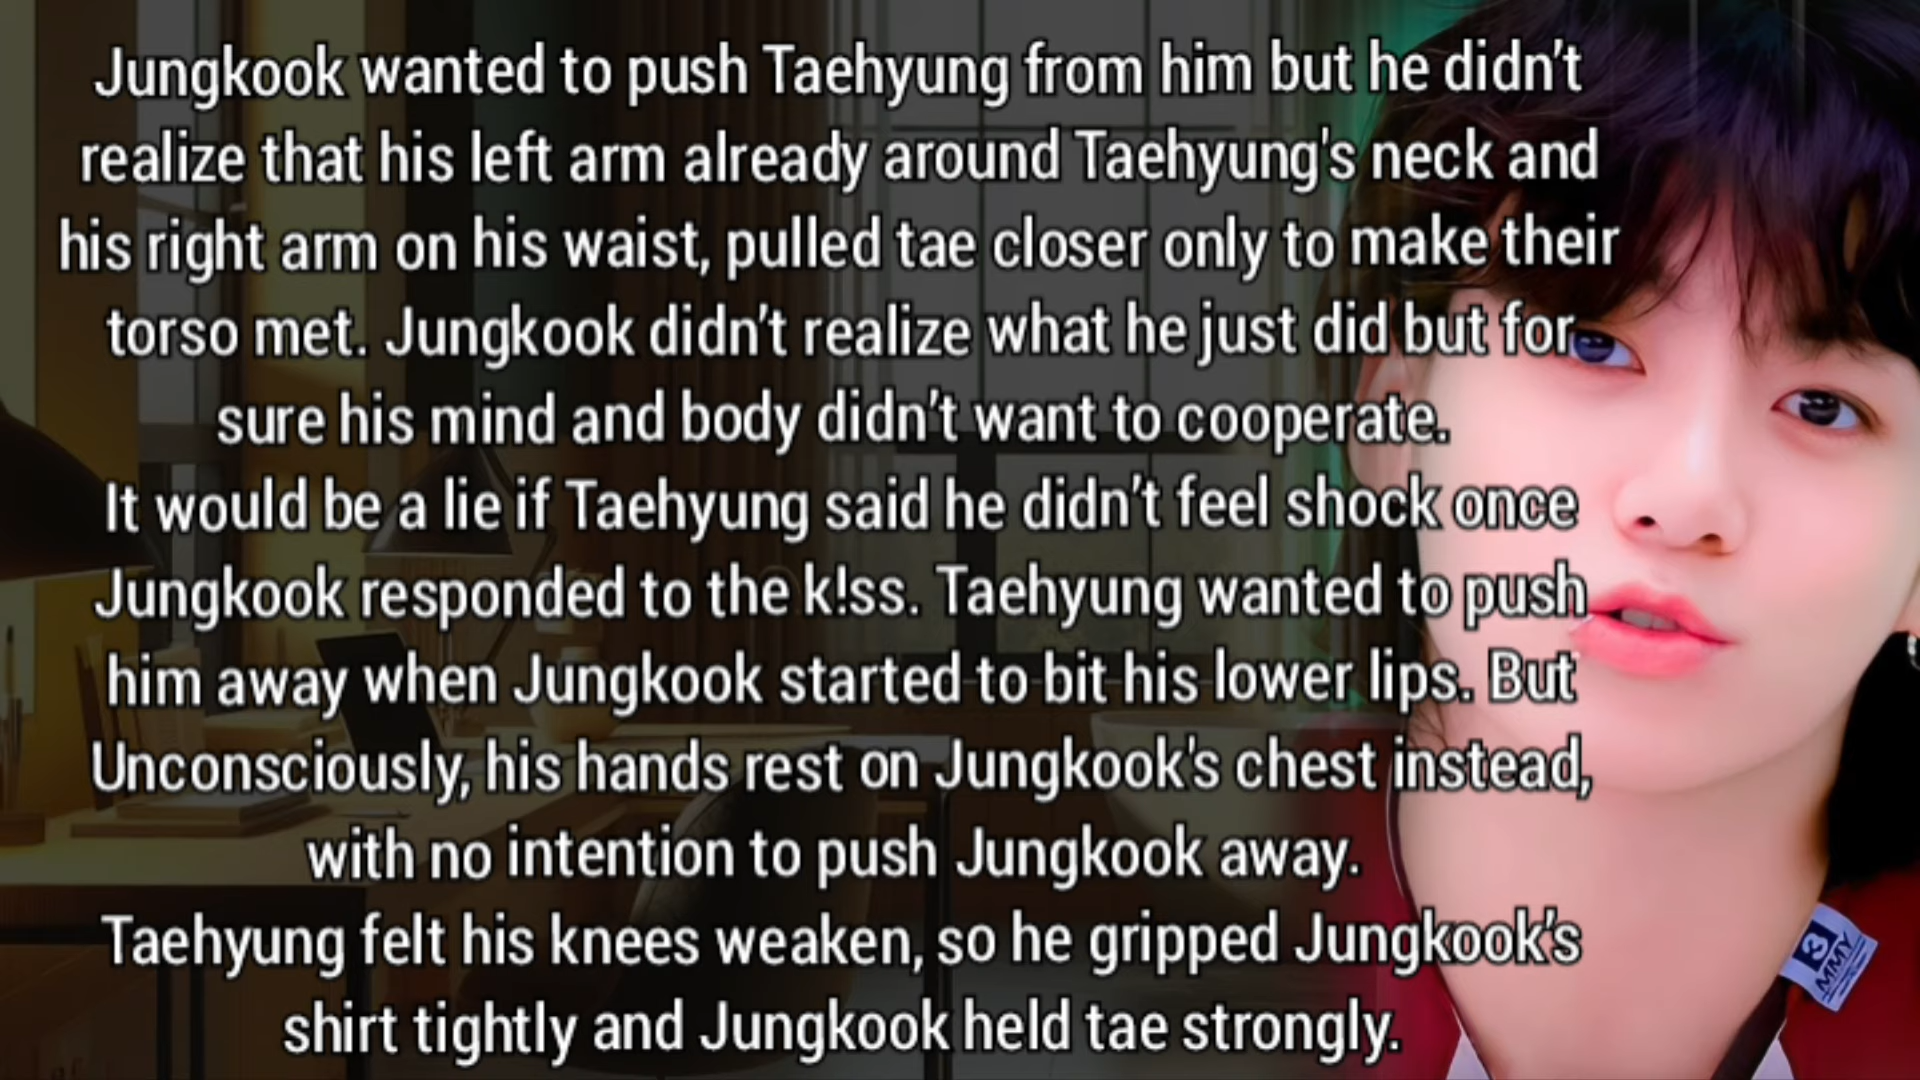 Jungkook wanted to push Taehyung from him but he didn't
realize that his left arm already around Taehyung's neck and
his right arm on his waist, pulled tae closer only to make their
torso met. Jungkook didn't realize what he just did but for
sure his mind and body didn't want to cooperate.
It would be a lie if Taehyung said he didn't feel shock once
Jungkook responded to the k!ss. Taehyung wanted to push
him away when Jungkook started to bit his lower lips. But
Unconsciously, his hands rest on Jungkook's chest instead,
with no intention to push Jungkook away.
Taehyung felt his knees weaken, so he gripped Jungkook's
shirt tightly and Jungkook held tae strongly.
3
MMY